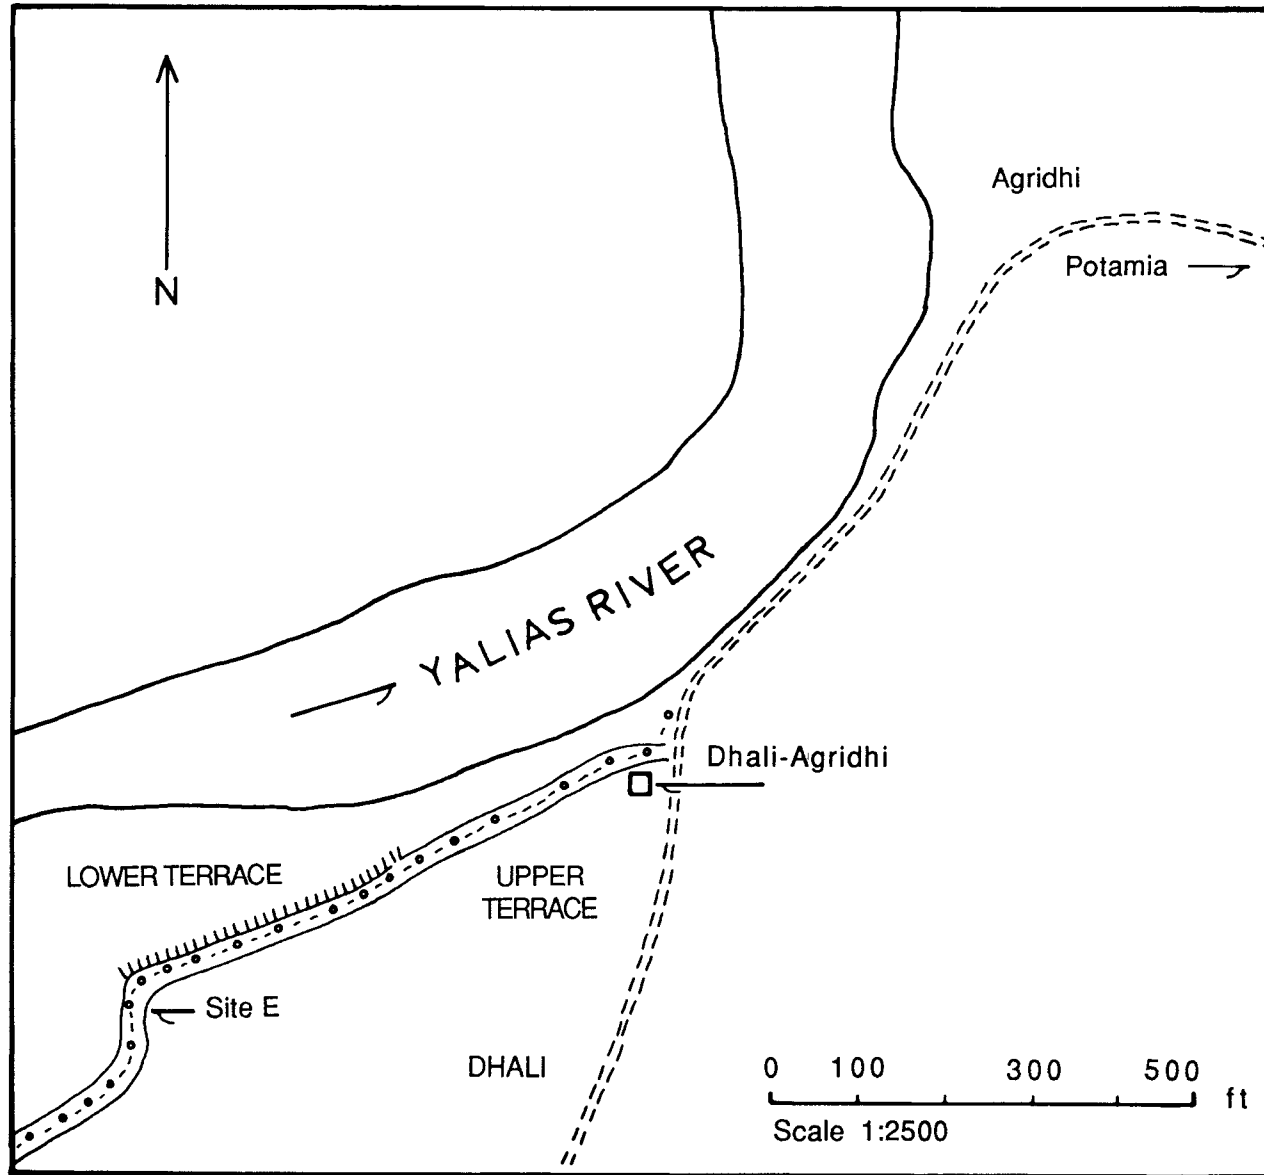 Agridhi
Potamia
N
YALIAS RIVER
Dhali-Agridhi
LOWER TERRACE
UPPER
TERRACE
Site E
DHALI
0 100 300 500
ft
Scale 1:2500